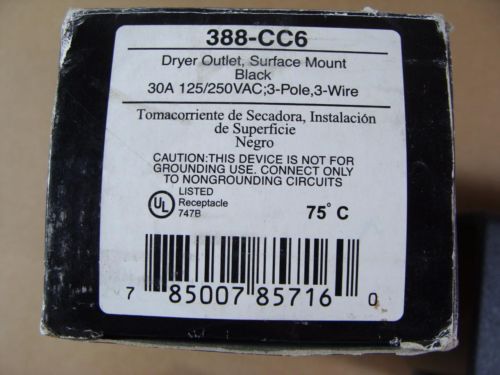 388-CC6
Dryer Outlet, Surface Mount
Black
30A 125/250VAC;3-Pole,3-Wire
Tomacorriente de Secadora, Instalación
de Superficie
Negro
CAUTION:THIS DEVICE IS NOT FOR
GROUNDING USE. CONNECT ONLY
TO NONGROUNDING CIRCUITS
UL LISTED
Receptacle
747B
75° C
7 85007 85716 0